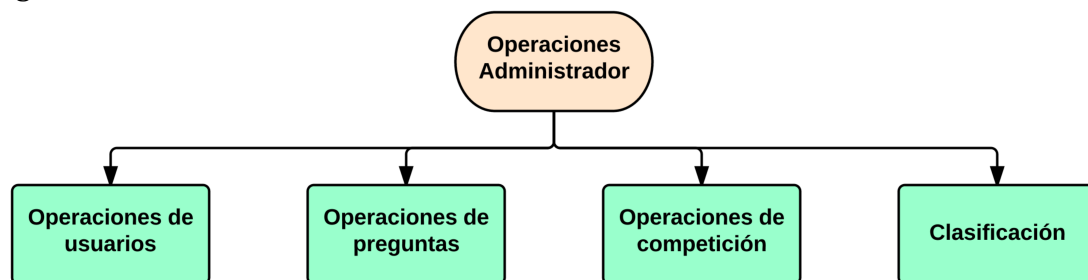 Operaciones
Administrador
Operaciones de
usuarios
Operaciones de
preguntas
Operaciones de
competición
Clasificación